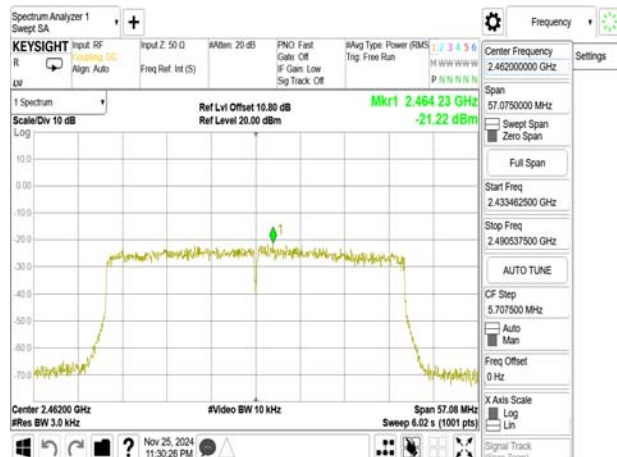 Spectrum Analyzer 1
Swept SA
Frequency
Settings
KEYSIGHT
R
Input: RF
Coupling: DC
Align: Auto
Input Z: 50 Ω
Freq Ref: Int (S)
#Atten: 20 dB
PNO: Fast
Gate: Off
IF Gain: Low
Sig Track: Off
#Avg Type: Power (RMS
Trig: Free Run
1 2 3 4 5 6
M W W W W W
P N N N N N
1 Spectrum
Scale/Div 10 dB
Log
Ref Lvl Offset 10.80 dB
Ref Level 20.00 dBm
Mkr1 2.464 23 GHz
-21.22 dBm
10.0
0.00
-10.0
-20.0
-30.0
-40.0
-50.0
-60.0
-70.0
1
Center 2.46200 GHz
#Res BW 3.0 kHz
#Video BW 10 kHz
Span 57.08 MHz
Sweep 6.02 s (1001 pts)
Nov 25, 2024
11:30:26 PM
Center Frequency
2.462000000 GHz
Span
57.0750000 MHz
Swept Span
Zero Span
Full Span
Start Freq
2.433462500 GHz
Stop Freq
2.490537500 GHz
AUTO TUNE
CF Step
5.707500 MHz
Auto
Man
Freq Offset
0 Hz
X Axis Scale
Log
Lin
Signal Track
(Span Zoom)